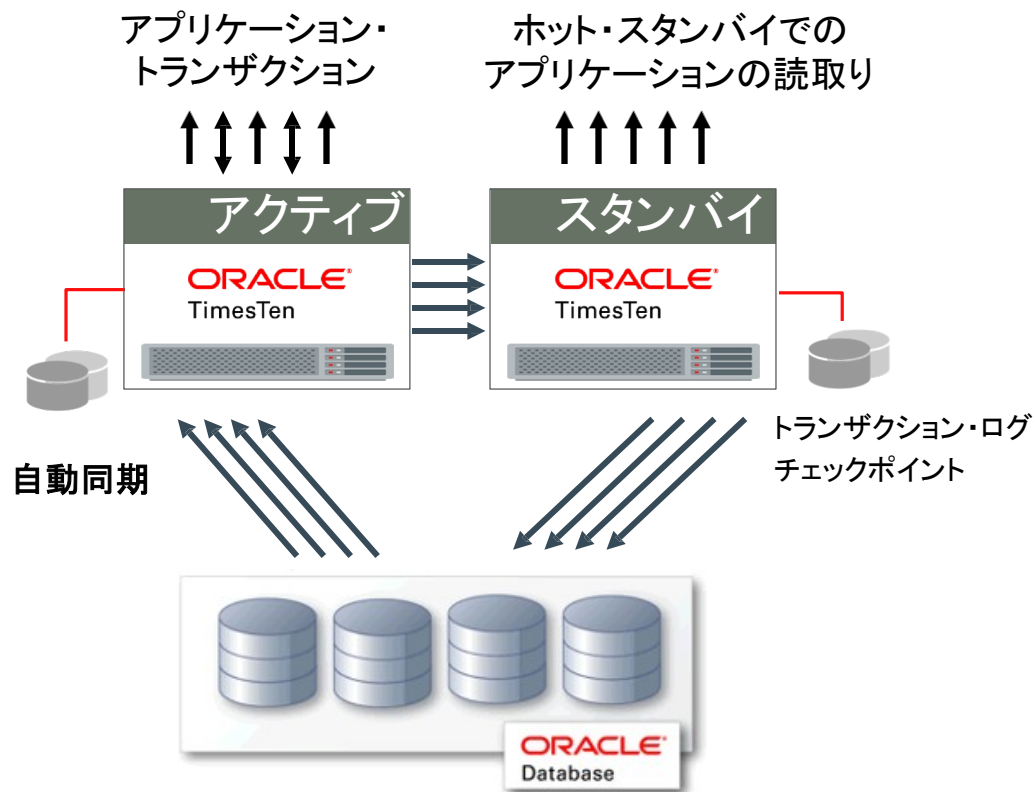 アプリケーション・
トランザクション
ホット・スタンバイでの
アプリケーションの読取り
アクティブ
ORACLE®
TimesTen
スタンバイ
ORACLE®
TimesTen
自動同期
トランザクション・ログ
チェックポイント
ORACLE®
Database